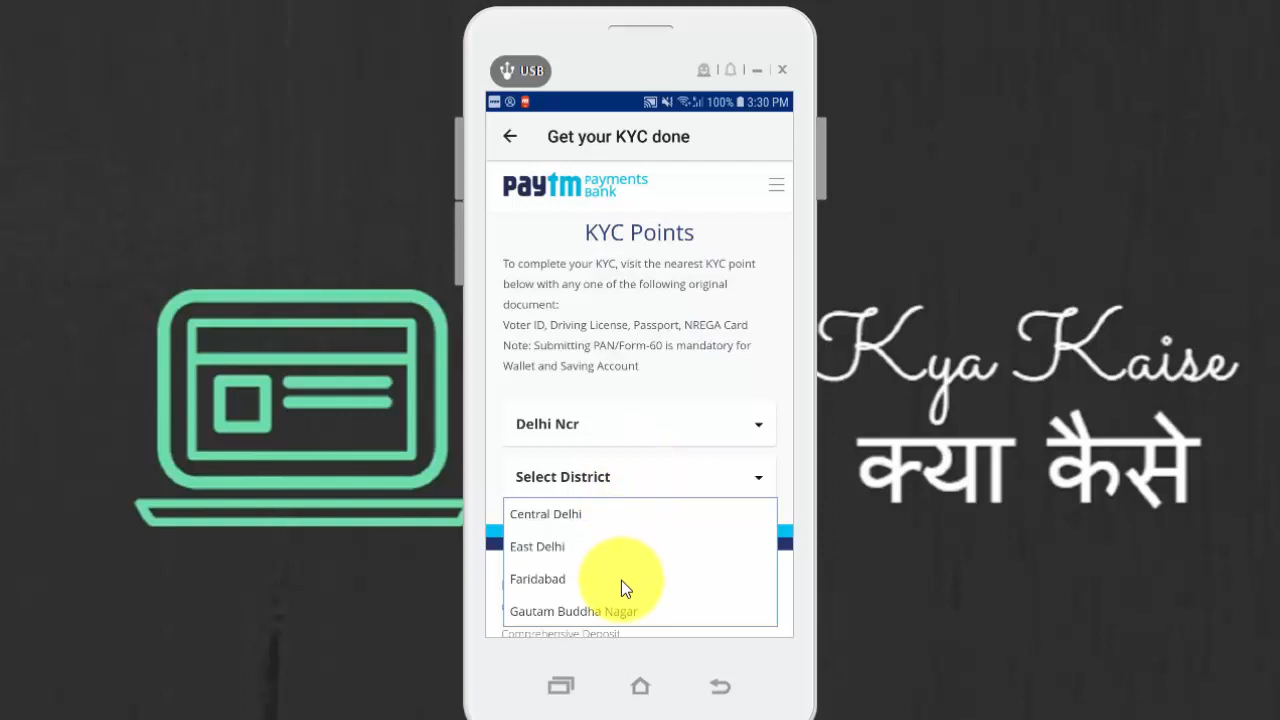 USB
100% 3:30 PM
Get your KYC done
paytm Payments Bank
KYC Points
To complete your KYC, visit the nearest KYC point
below with any one of the following original
document:
Voter ID, Driving License, Passport, NREGA Card
Note: Submitting PAN/Form-60 is mandatory for
Wallet and Saving Account
Delhi Ncr
Select District
Central Delhi
East Delhi
Faridabad
Gautam Buddha Nagar
Comprehensive Deposit
Kya Kaise
क्या कैसे